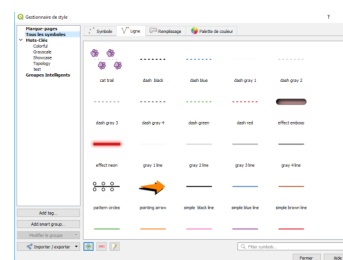 Gestionnaire de style
Marque-pages
Tous les symboles
Mots-Clés
Colorful
Grayscale
Showcase
Topology
Text
Groupes Intelligents
Symbole
Ligne
Remplissage
Palette de couleur
cat trail
dash black
dash blue
dash gray 1
dash gray 2
dash gray 3
dash gray 4
dash green
dash red
effect emboss
effect neon
gray 1 line
gray 2 line
gray 3 line
gray 4 line
pattern circles
pointing arrow
simple black line
simple blue line
simple brown line
Add tag...
Add smart group...
Modifier le groupe
Importer / exporter
Filter symbols...
Fermer
Aide